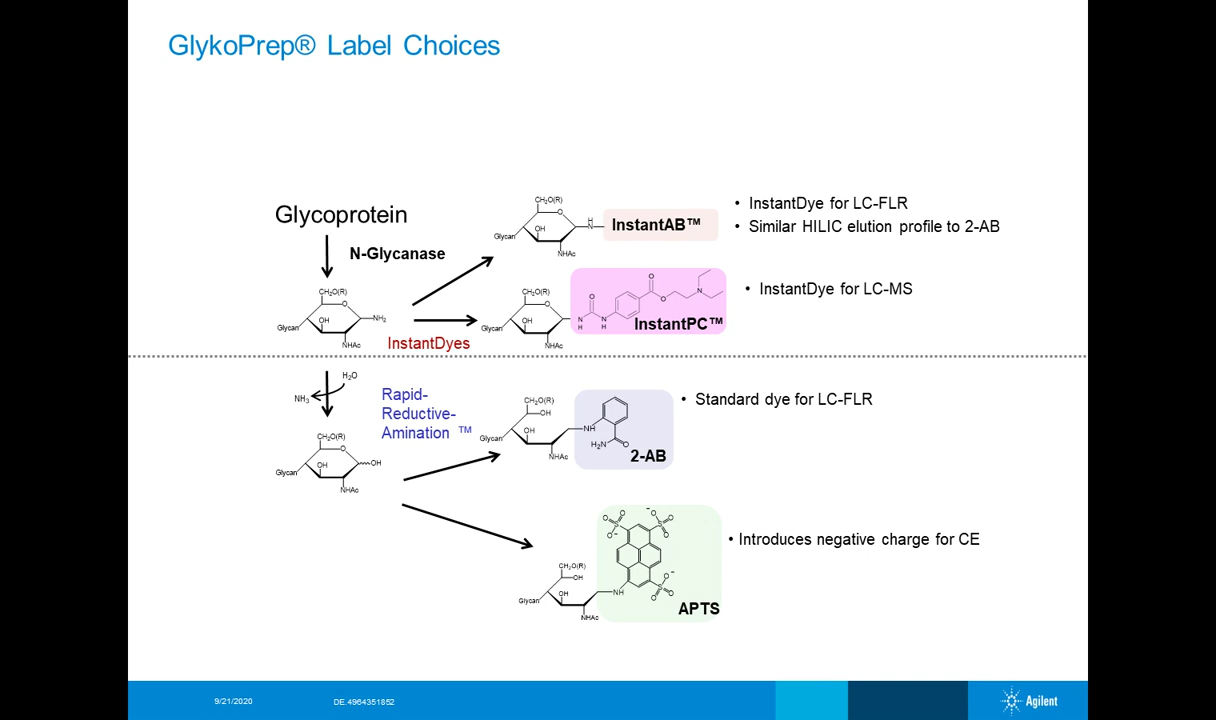 GlykoPrep® Label Choices
Glycoprotein
N-Glycanase
CH₂O(R)
O
OH
Glycan
NHAc
NH₂
InstantDyes
CH₂O(R)
O
OH
Glycan
NHAc
H
N
InstantAB™
• InstantDye for LC-FLR
• Similar HILIC elution profile to 2-AB
CH₂O(R)
O
OH
Glycan
NHAc
N
H
O
N
H
O
O
N
InstantPC™
• InstantDye for LC-MS
H₂O
NH₃
Rapid-
Reductive-
Amination ™
CH₂O(R)
O
OH
OH
Glycan
NHAc
CH₂O(R)
OH
OH
Glycan
NHAc
NH
H₂N
O
2-AB
• Standard dye for LC-FLR
CH₂O(R)
OH
OH
Glycan
NHAc
NH
O
S
O
O⁻
⁻O
S
O
O
O⁻
S
O
O
APTS
• Introduces negative charge for CE
9/21/2020
DE.4964351852
Agilent